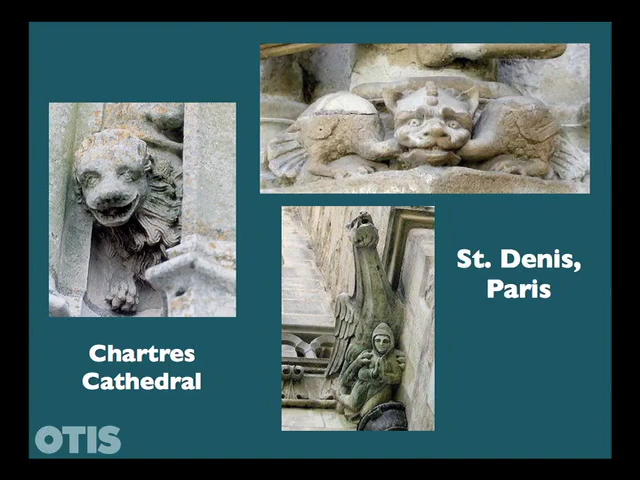 St. Denis,
Paris
Chartres
Cathedral
OTIS